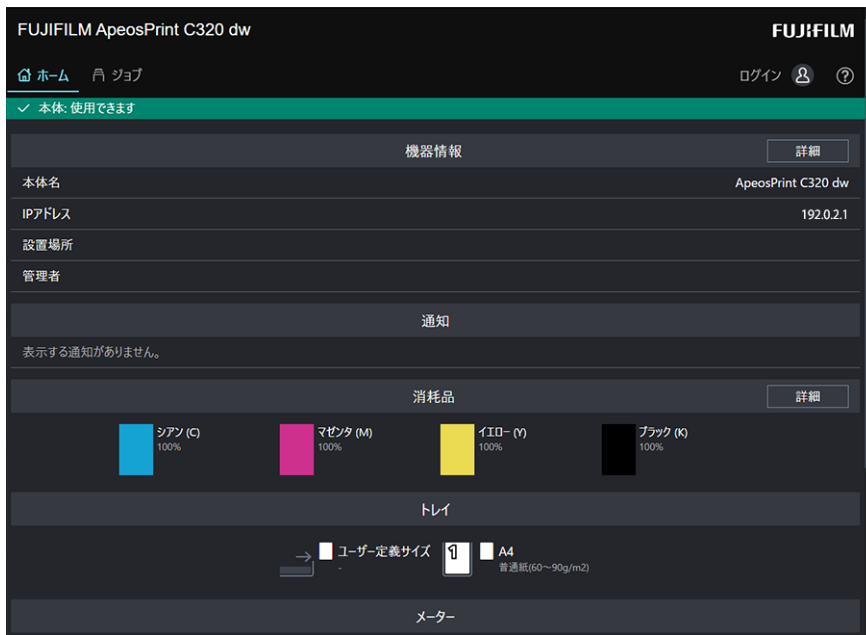 FUJIFILM ApeosPrint C320 dw
FUJIFILM
ホーム ジョブ ログイン ?
本体: 使用できます
機器情報 詳細
本体名 ApeosPrint C320 dw
IPアドレス 192.0.2.1
設置場所
管理者
通知
表示する通知がありません。
消耗品 詳細
シアン (C) マゼンタ (M) イエロー (Y) ブラック (K)
100% 100% 100% 100%
トレイ
ユーザー定義サイズ 1 A4
- 普通紙(60～90g/m2)
メーター